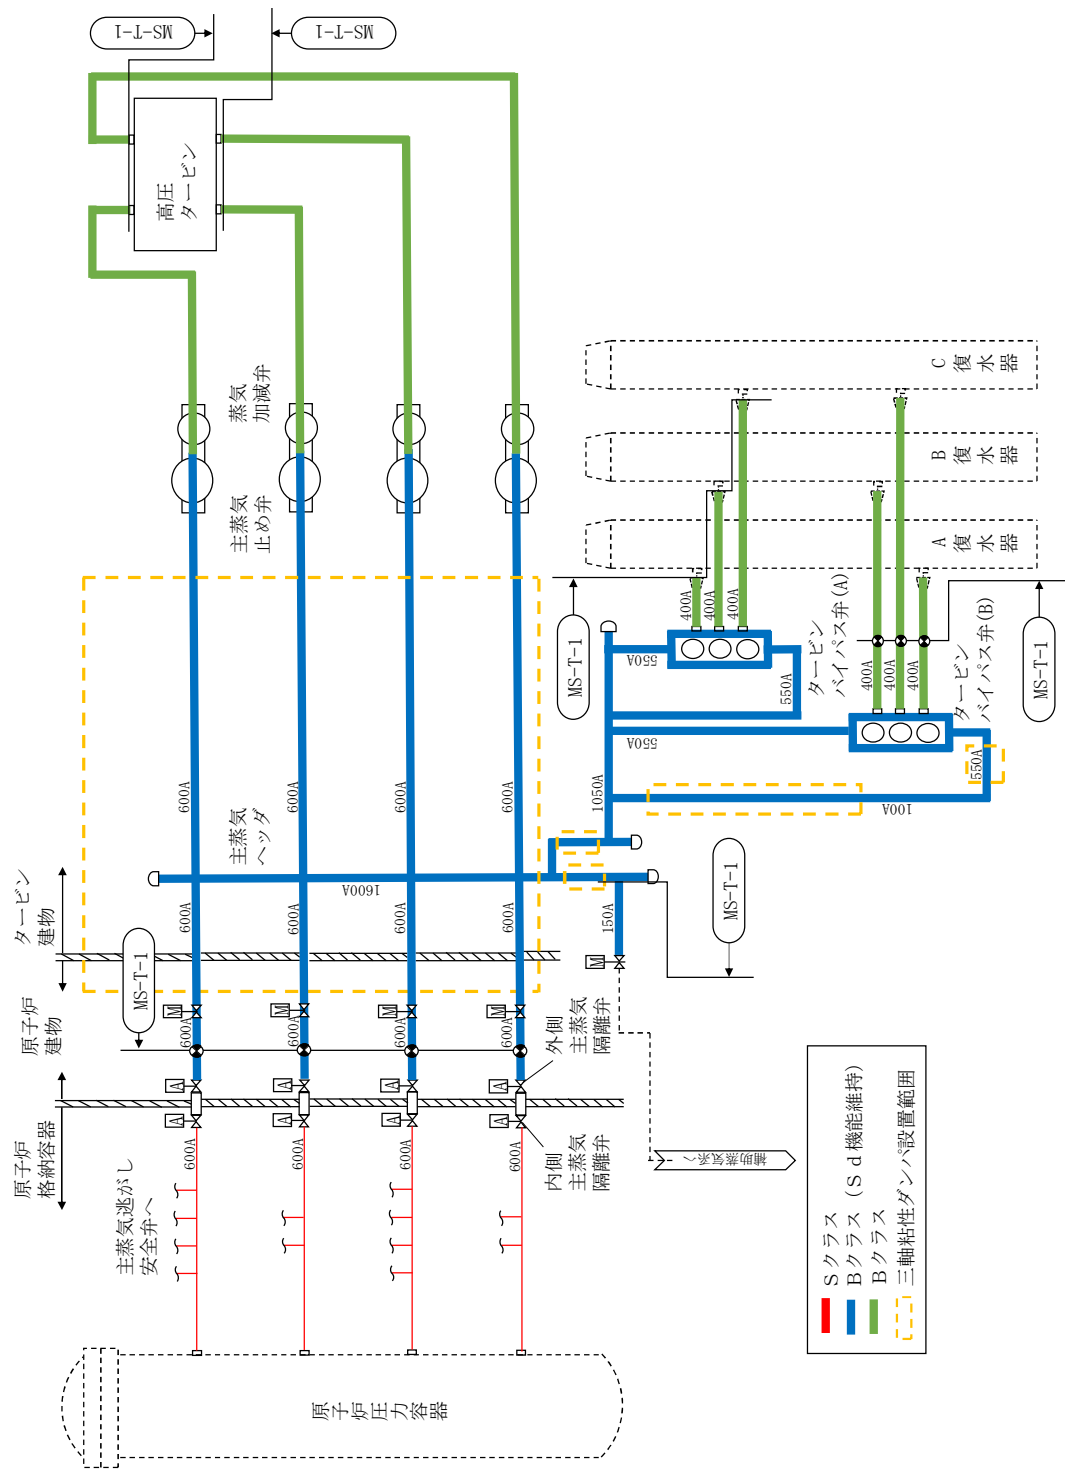 原子炉圧力容器
主蒸気逃がし
安全弁へ
原子炉
格納容器
原子炉
建物
タービン
建物
MS-T-1
A
A
A
A
A
A
A
A
M
M
M
M
600A
600A
600A
600A
600A
600A
600A
600A
600A
600A
600A
600A
600A
600A
内側
主蒸気
隔離弁
外側
主蒸気
隔離弁
1600A
主蒸気
ヘッダ
600A
600A
600A
600A
主蒸気
止め弁
蒸気
加減弁
高圧
タービン
MS-T-1
MS-T-1
M
150A
補助蒸気系へ
MS-T-1
1050A
100A
550A
550A
550A
550A
タービン
バイパス弁(A)
タービン
バイパス弁(B)
400A
400A
400A
400A
400A
400A
MS-T-1
MS-T-1
A
復水器
B
復水器
C
復水器
Sクラス
Bクラス（Ｓｄ機能維持）
Bクラス
三軸粘性ダンパ設置範囲